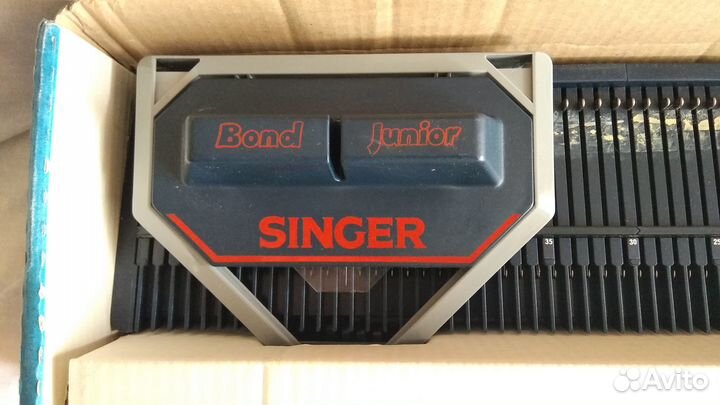 Bond Junior
SINGER
35 30 25
Avito